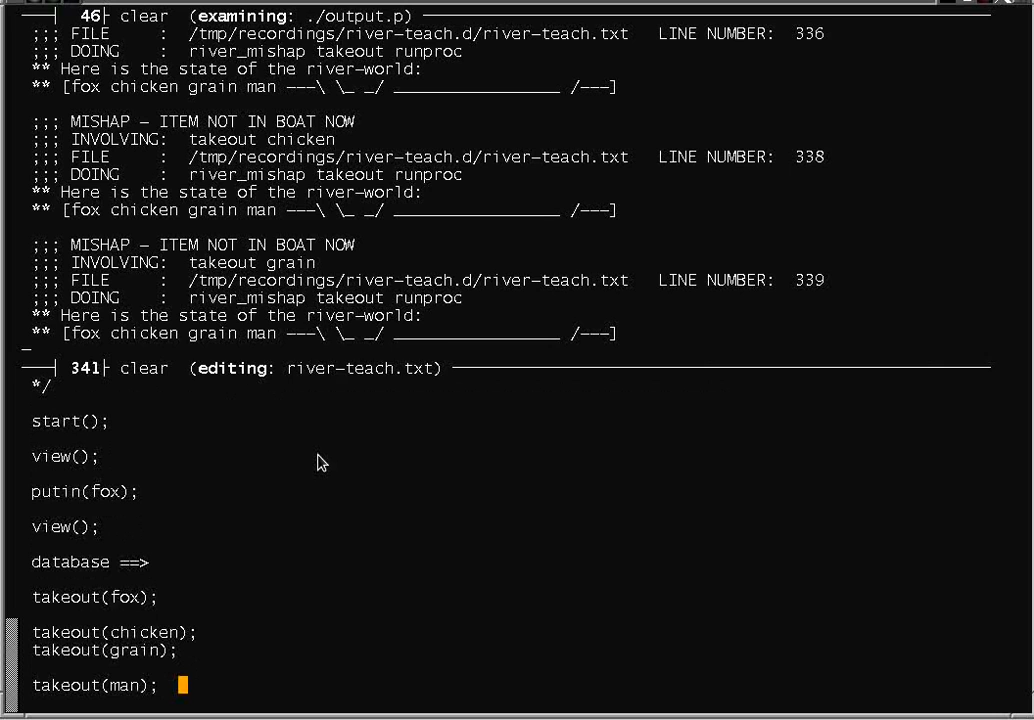 46 clear (examining: ./output.p)
;;; FILE : /tmp/recordings/river-teach.d/river-teach.txt LINE NUMBER: 336
;;; DOING : river_mishap takeout runproc
** Here is the state of the river-world:
** [fox chicken grain man ---\ \_ _/ _________________ /---]
;;; MISHAP - ITEM NOT IN BOAT NOW
;;; INVOLVING: takeout chicken
;;; FILE : /tmp/recordings/river-teach.d/river-teach.txt LINE NUMBER: 338
;;; DOING : river_mishap takeout runproc
** Here is the state of the river-world:
** [fox chicken grain man ---\ \_ _/ _________________ /---]
;;; MISHAP - ITEM NOT IN BOAT NOW
;;; INVOLVING: takeout grain
;;; FILE : /tmp/recordings/river-teach.d/river-teach.txt LINE NUMBER: 339
;;; DOING : river_mishap takeout runproc
** Here is the state of the river-world:
** [fox chicken grain man ---\ \_ _/ _________________ /---]
341 clear (editing: river-teach.txt)
*/
start();
view();
putin(fox);
view();
database ==>
takeout(fox);
takeout(chicken);
takeout(grain);
takeout(man);